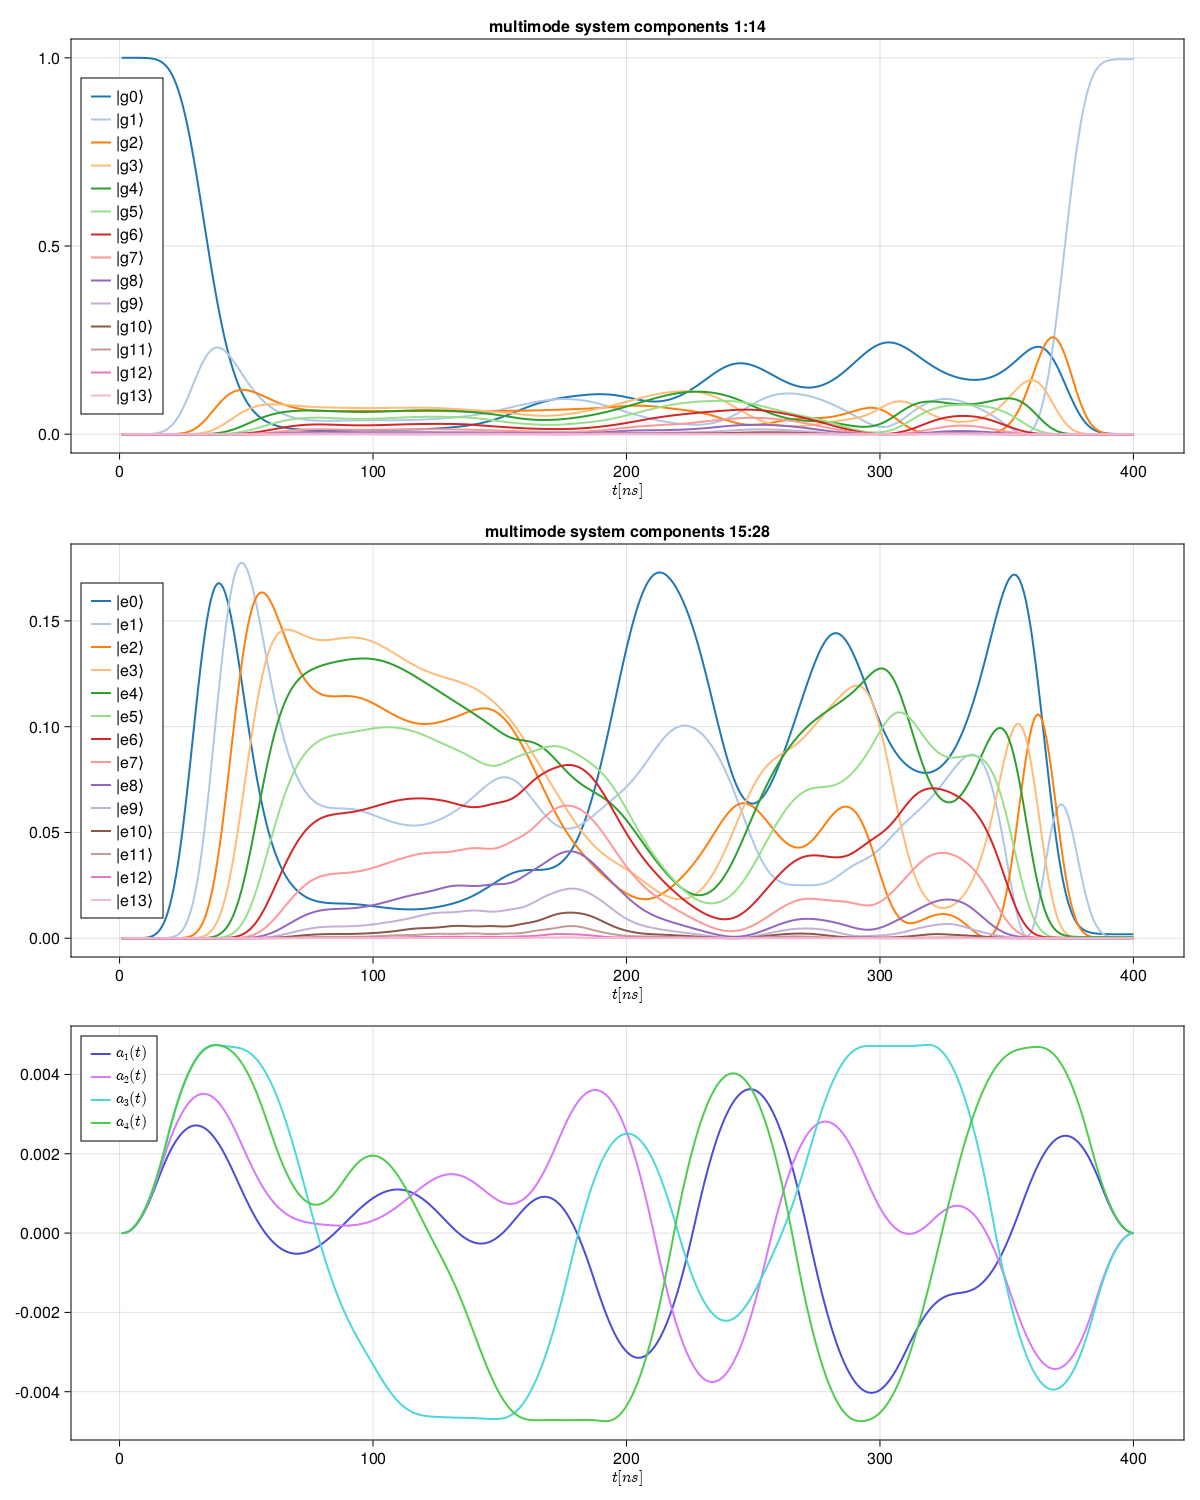 multimode system components 1:14
1.0
0.5
0.0
|g0⟩
|g1⟩
|g2⟩
|g3⟩
|g4⟩
|g5⟩
|g6⟩
|g7⟩
|g8⟩
|g9⟩
|g10⟩
|g11⟩
|g12⟩
|g13⟩
0 100 200 300 400
t[ns]
multimode system components 15:28
0.15
0.10
0.05
0.00
|e0⟩
|e1⟩
|e2⟩
|e3⟩
|e4⟩
|e5⟩
|e6⟩
|e7⟩
|e8⟩
|e9⟩
|e10⟩
|e11⟩
|e12⟩
|e13⟩
0 100 200 300 400
t[ns]
0.004
0.002
0.000
-0.002
-0.004
a₁(t)
a₂(t)
a₃(t)
a₄(t)
0 100 200 300 400
t[ns]